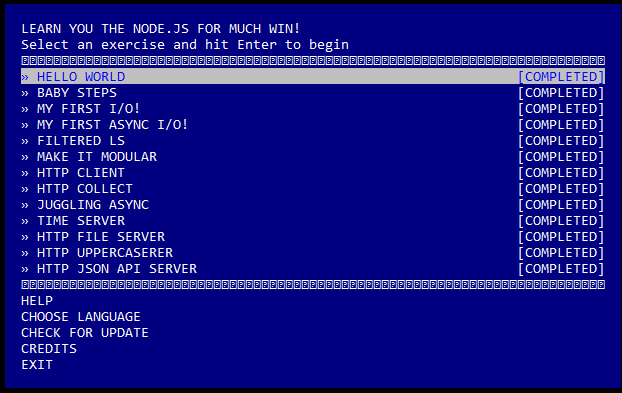 LEARN YOU THE NODE.JS FOR MUCH WIN!
Select an exercise and hit Enter to begin
» HELLO WORLD [COMPLETED]
» BABY STEPS [COMPLETED]
» MY FIRST I/O! [COMPLETED]
» MY FIRST ASYNC I/O! [COMPLETED]
» FILTERED LS [COMPLETED]
» MAKE IT MODULAR [COMPLETED]
» HTTP CLIENT [COMPLETED]
» HTTP COLLECT [COMPLETED]
» JUGGLING ASYNC [COMPLETED]
» TIME SERVER [COMPLETED]
» HTTP FILE SERVER [COMPLETED]
» HTTP UPPERCASERER [COMPLETED]
» HTTP JSON API SERVER [COMPLETED]
HELP
CHOOSE LANGUAGE
CHECK FOR UPDATE
CREDITS
EXIT